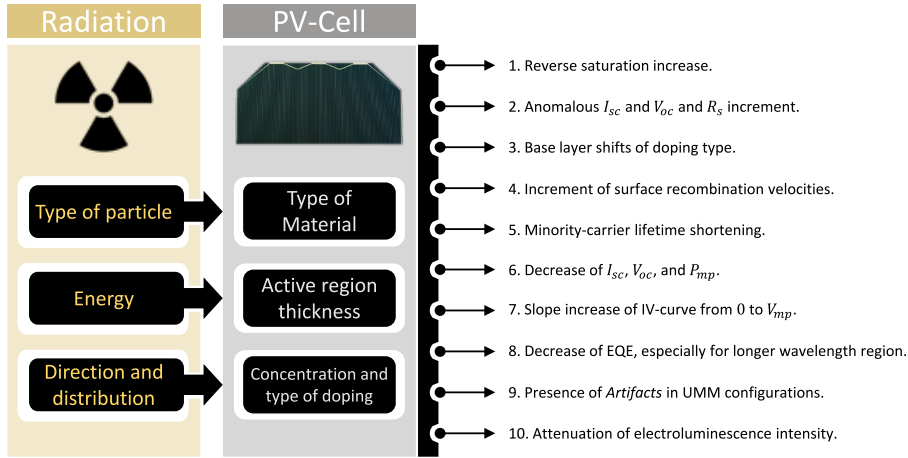 Radiation
PV-Cell
Type of particle
Energy
Direction and
distribution
Type of
Material
Active region
thickness
Concentration and
type of doping
1. Reverse saturation increase.
2. Anomalous I_sc and V_oc and R_s increment.
3. Base layer shifts of doping type.
4. Increment of surface recombination velocities.
5. Minority-carrier lifetime shortening.
6. Decrease of I_sc, V_oc, and P_mp.
7. Slope increase of IV-curve from 0 to V_mp.
8. Decrease of EQE, especially for longer wavelength region.
9. Presence of Artifacts in UMM configurations.
10. Attenuation of electroluminescence intensity.